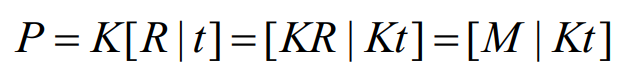 P = K[R | t] = [KR | Kt] = [M | Kt]